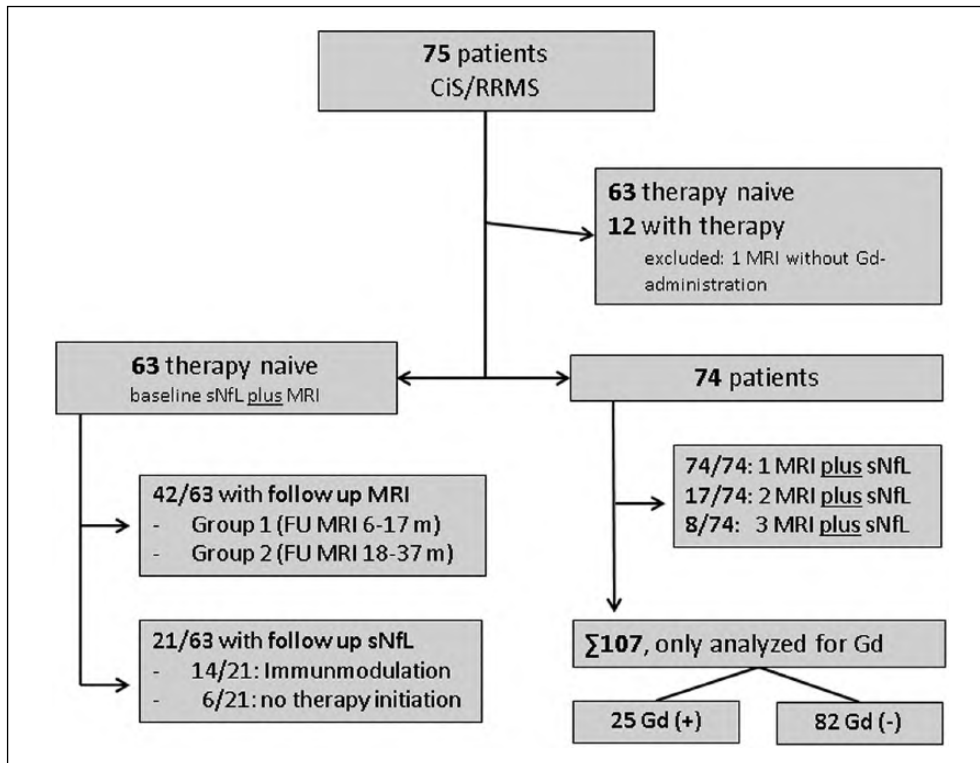 75 patients
CiS/RRMS
63 therapy naive
12 with therapy
excluded: 1 MRI without Gd-
administration
63 therapy naive
baseline sNfL plus MRI
74 patients
42/63 with follow up MRI
- Group 1 (FU MRI 6-17 m)
- Group 2 (FU MRI 18-37 m)
74/74: 1 MRI plus sNfL
17/74: 2 MRI plus sNfL
8/74: 3 MRI plus sNfL
21/63 with follow up sNfL
- 14/21: Immunmodulation
- 6/21: no therapy initiation
∑107, only analyzed for Gd
25 Gd (+)
82 Gd (-)